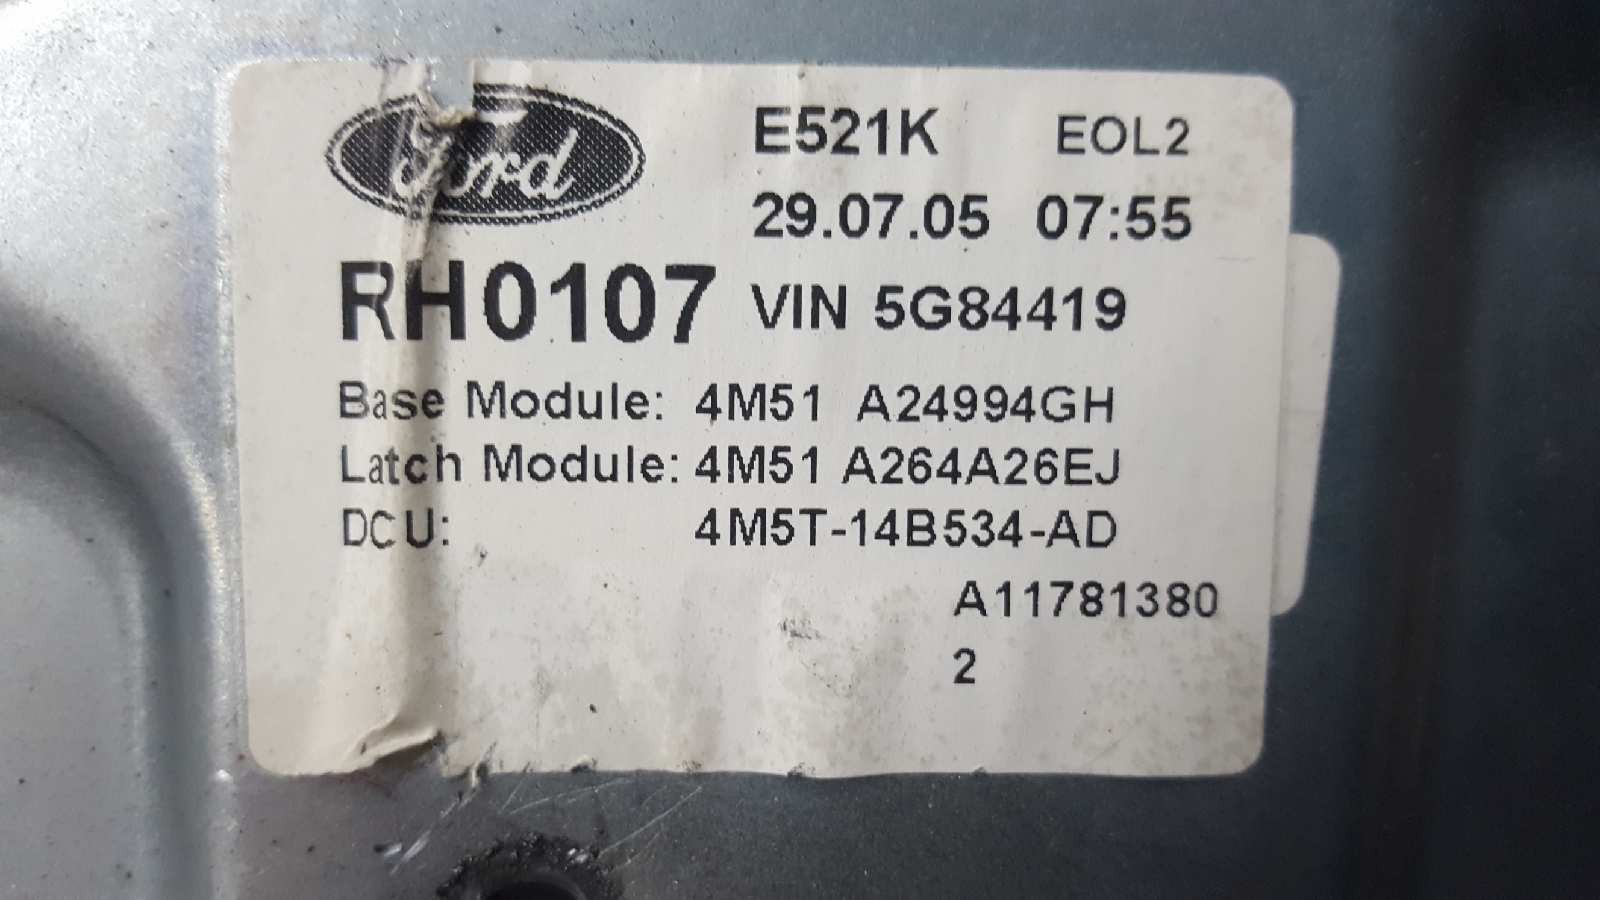 Ford
E521K EOL2
29.07.05 07:55
RH0107 VIN 5G84419
Base Module: 4M51 A24994GH
Latch Module: 4M51 A264A26EJ
DCU: 4M5T-14B534-AD
A11781380
2